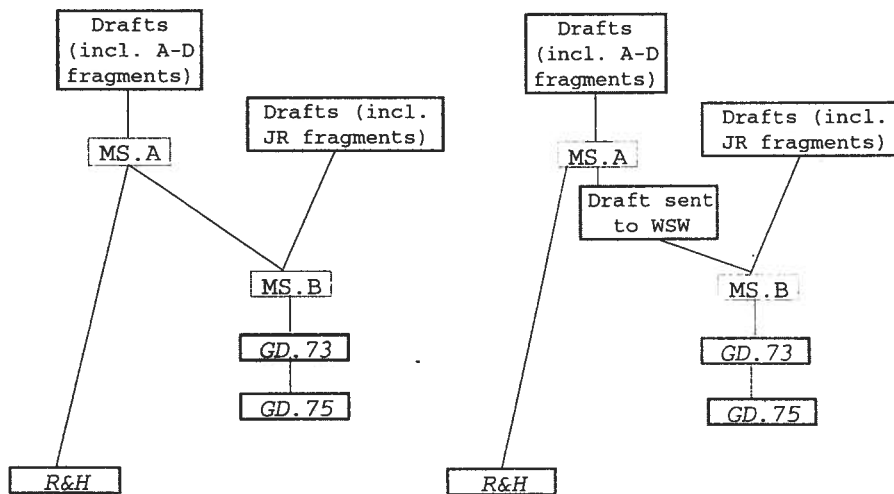 Drafts
(incl. A-D
fragments)
Drafts (incl.
JR fragments)
MS.A
MS.B
GD.73
GD.75
R&H
Drafts
(incl. A-D
fragments)
Drafts (incl.
JR fragments)
MS.A
Draft sent
to WSW
MS.B
GD.73
GD.75
R&H